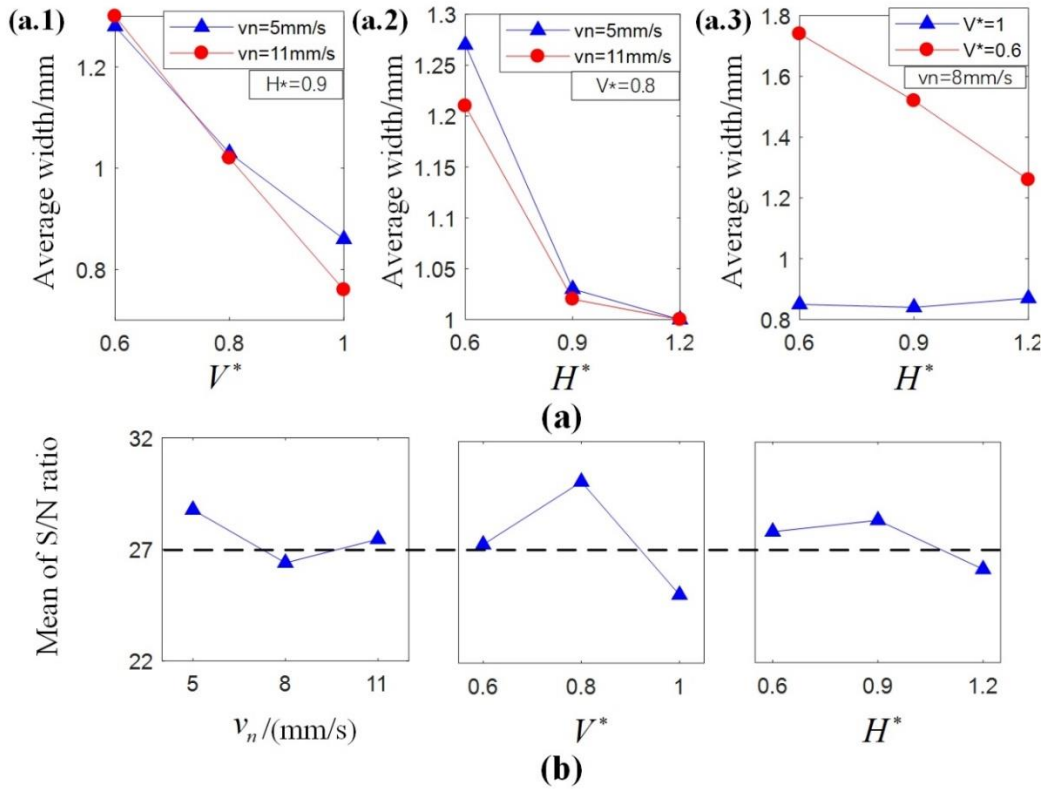 (a.1)
Average width/mm
1.2
1
0.8
0.6 0.8 1
V*
vn=5mm/s
vn=11mm/s
H*=0.9
(a.2)
Average width/mm
1.3
1.25
1.2
1.15
1.1
1.05
1
0.6 0.9 1.2
H*
vn=5mm/s
vn=11mm/s
V*=0.8
(a.3)
Average width/mm
1.8
1.6
1.4
1.2
1
0.8
0.6 0.9 1.2
H*
V*=1
V*=0.6
vn=8mm/s
(a)
Mean of S/N ratio
32
27
22
5 8 11
vn/(mm/s)
0.6 0.8 1
V*
0.6 0.9 1.2
H*
(b)